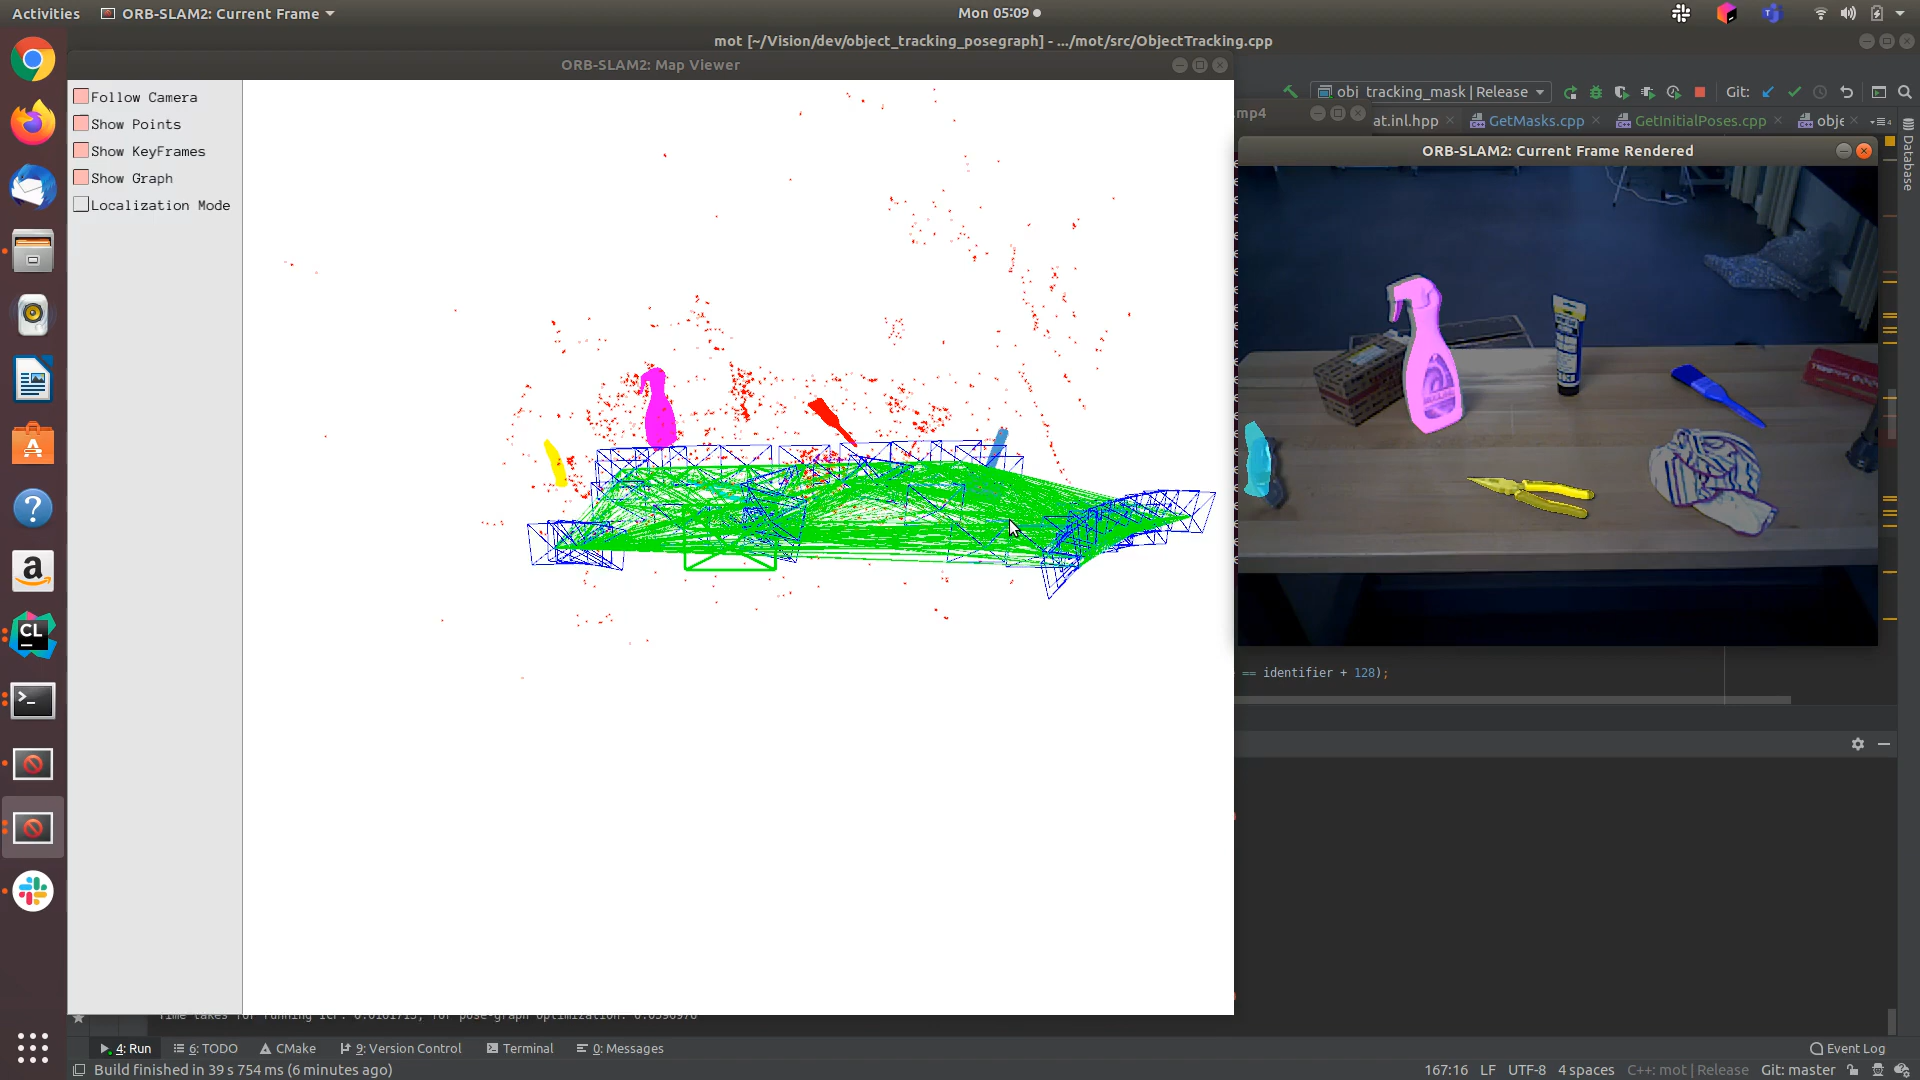 Activities
ORB-SLAM2: Current Frame
Mon 05:09
mot [~/Vision/dev/object_tracking_posegraph] - .../mot/src/ObjectTracking.cpp
ORB-SLAM2: Map Viewer
Follow Camera
Show Points
Show KeyFrames
Show Graph
Localization Mode
obj_tracking_mask | Release
Git:
.mp4
at.inl.hpp
GetMasks.cpp
GetInitialPoses.cpp
obje
Database
ORB-SLAM2: Current Frame Rendered
== identifier + 128);
4: Run
6: TODO
CMake
9: Version Control
Terminal
0: Messages
Event Log
Build finished in 39 s 754 ms (6 minutes ago)
167:16 LF UTF-8 4 spaces C++: mot | Release Git: master
CL